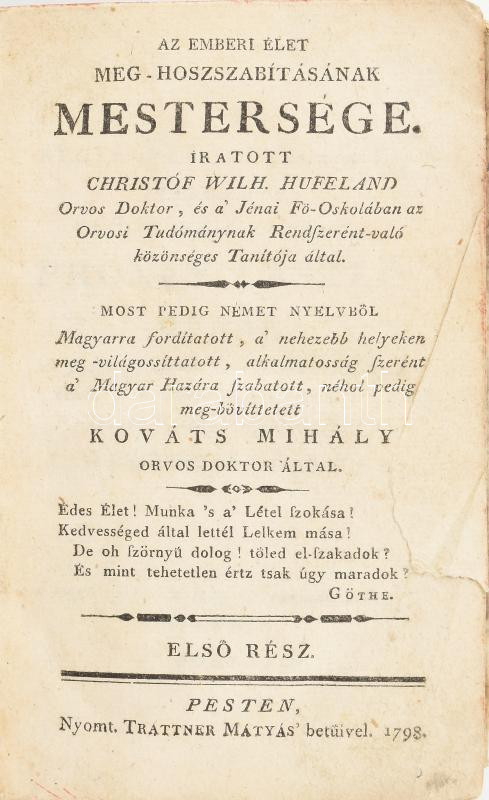 AZ EMBERI ÉLET
MEG-HOSZSZABÍTÁSÁNAK
MESTERSÉGE.
ÍRATOTT
CHRISTÓF WILH. HUFELAND
Orvos Doktor, és a' Jénai Fő-Oskolában az
Orvosi Tudómánynak Rendſzerént-való
közönséges Tanítója által.
MOST PEDIG NÉMET NYELVBŐL
Magyarra fordítatott, a' nehezebb helyeken
meg-világossíttatott, alkalmatosság ſzerént
a' Magyar Hazára ſzabatott, néhol pedig
meg-bővíttetett
KOVÁTS MIHÁLY
ORVOS DOKTOR ÁLTAL.
Édes Élet! Munka 's a' Létel ſzokása!
Kedvességed által lettél Lelkem mása!
De oh ſzörnyű dolog! tőled el-ſzakadok?
És mint tehetetlen értz tsak úgy maradok?
GÖTHE.
ELSŐ RÉSZ.
PESTEN,
Nyomt. TRATTNER MÁTYÁS' betűivel. 1798.